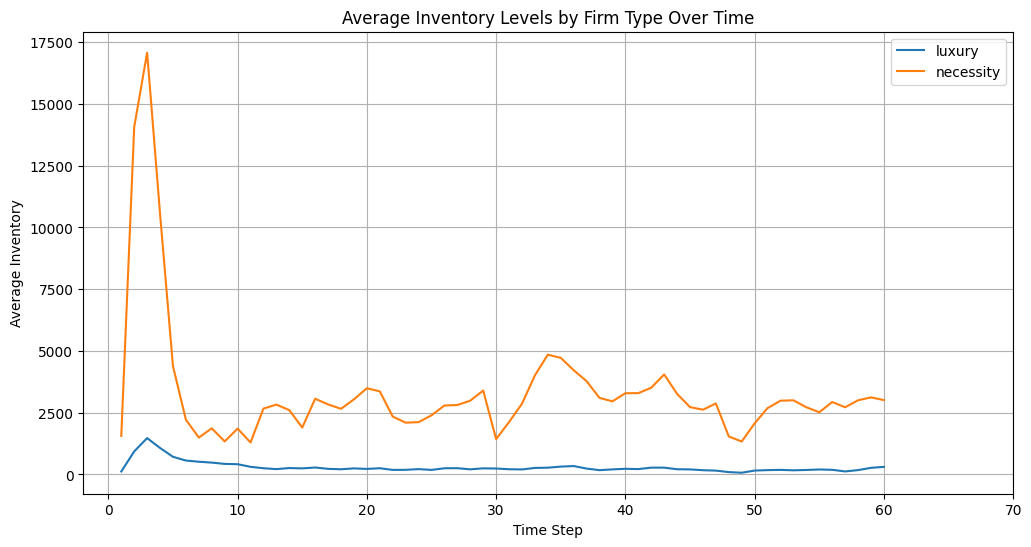 Average Inventory Levels by Firm Type Over Time
luxury
necessity
Average Inventory
17500
15000
12500
10000
7500
5000
2500
0
0 10 20 30 40 50 60 70
Time Step